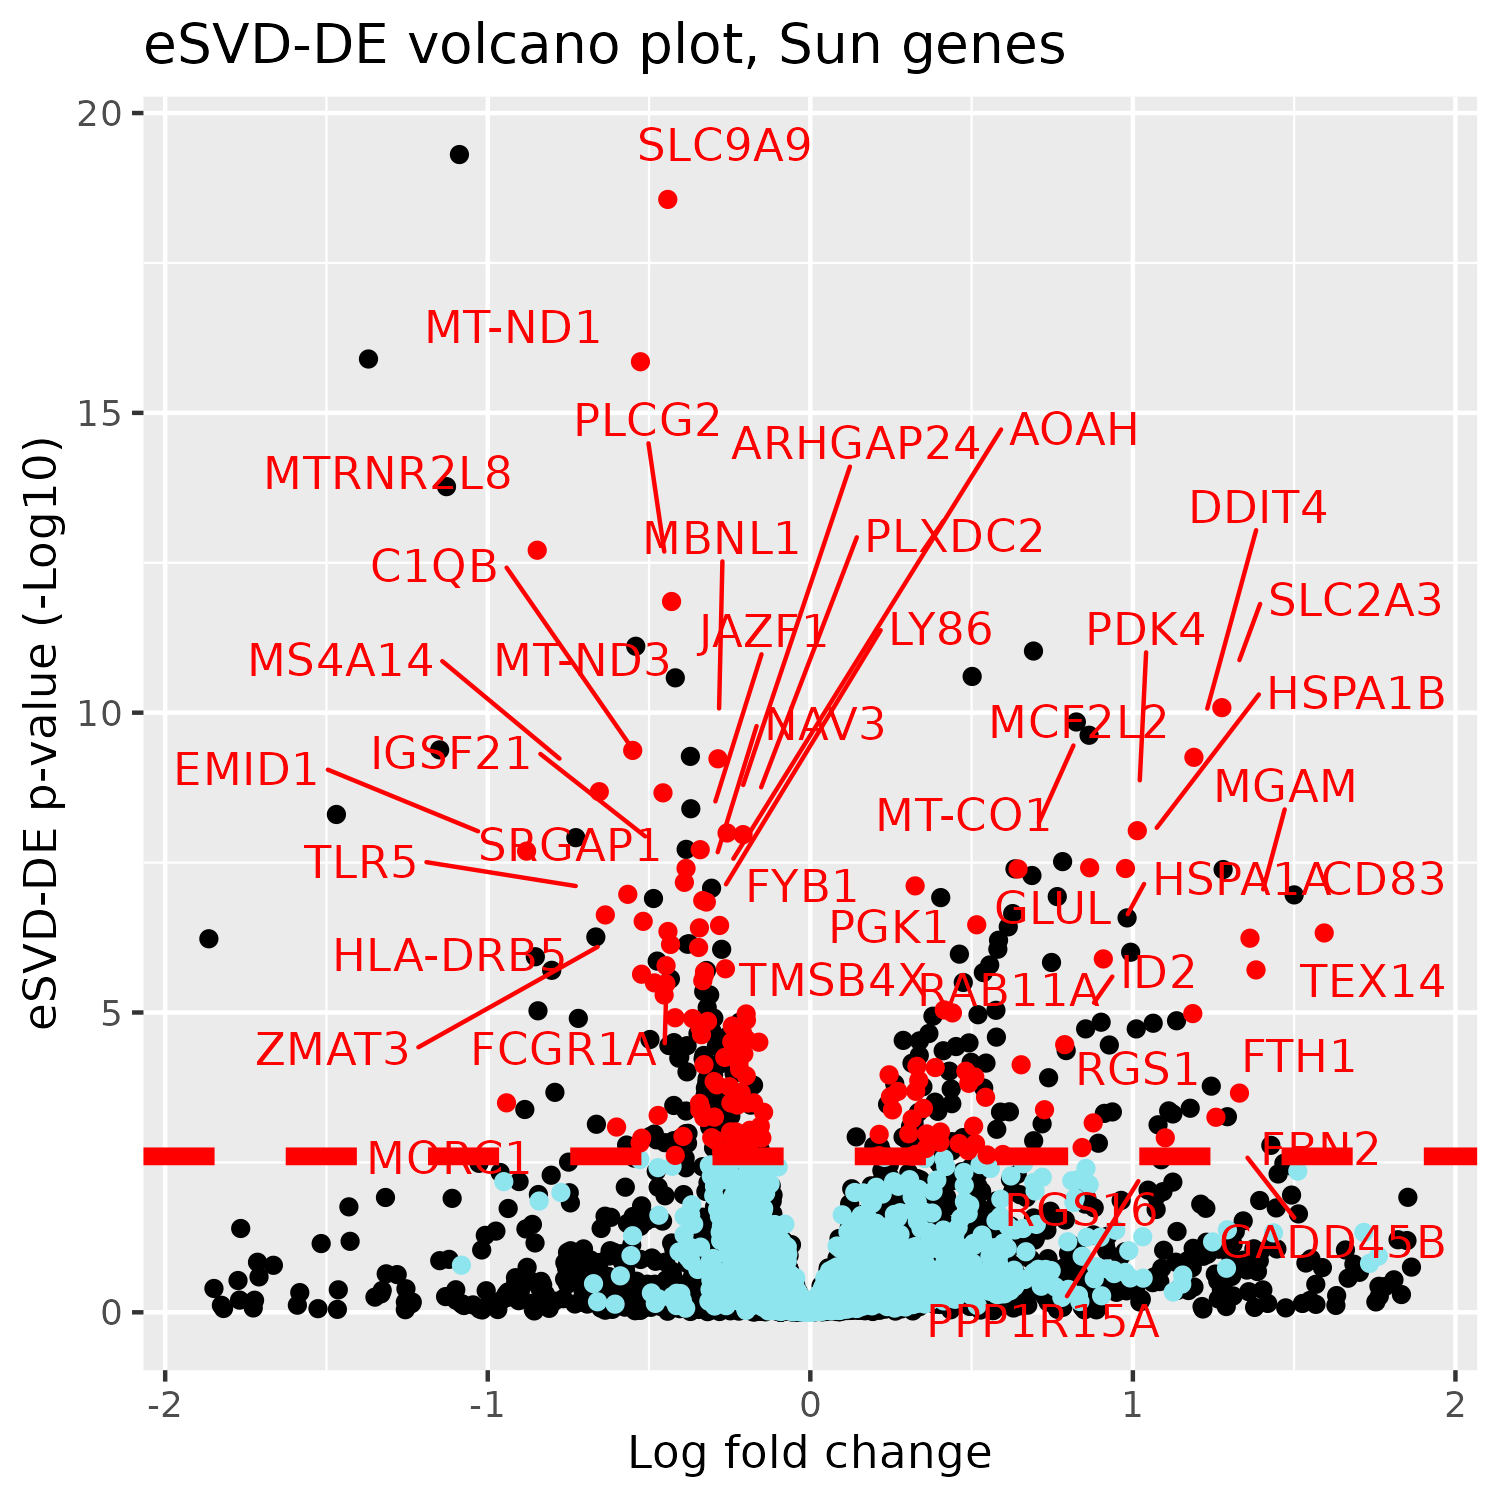 eSVD-DE volcano plot, Sun genes
20
SLC9A9
MT-ND1
15
PLCG2
ARHGAP24
AOAH
MTRNR2L8
DDIT4
MBNL1
PLXDC2
C1QB
SLC2A3
JAZF1
LY86
PDK4
MS4A14
MT-ND3
HSPA1B
10
NAV3
MCF2L2
IGSF21
EMID1
MGAM
MT-CO1
SRGAP1
TLR5
FYB1
HSPA1A
CD83
GLUL
PGK1
HLA-DRB5
TMSB4X
RAB11A
ID2
TEX14
5
ZMAT3
FCGR1A
RGS1
FTH1
MORC1
FBN2
RGS16
GADD45B
0
PPP1R15A
-2
-1
0
1
2
Log fold change
eSVD-DE p-value (-Log10)